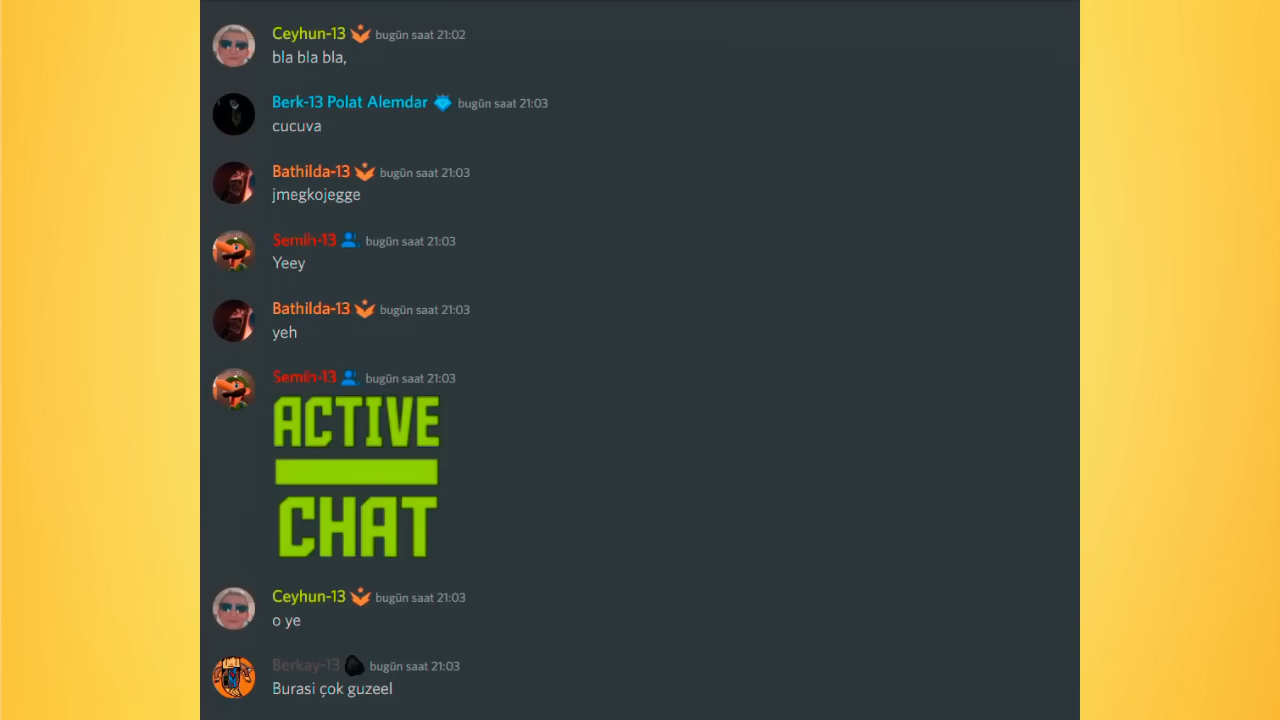 Ceyhun-13 bugün saat 21:02
bla bla bla,
Berk-13 Polat Alemdar bugün saat 21:03
cucuva
Bathilda-13 bugün saat 21:03
jmegkojegge
Semih-13 bugün saat 21:03
Yeey
Bathilda-13 bugün saat 21:03
yeh
Semih-13 bugün saat 21:03
ACTIVE
CHAT
Ceyhun-13 bugün saat 21:03
o ye
Berkay-13 bugün saat 21:03
Burasi çok guzeel